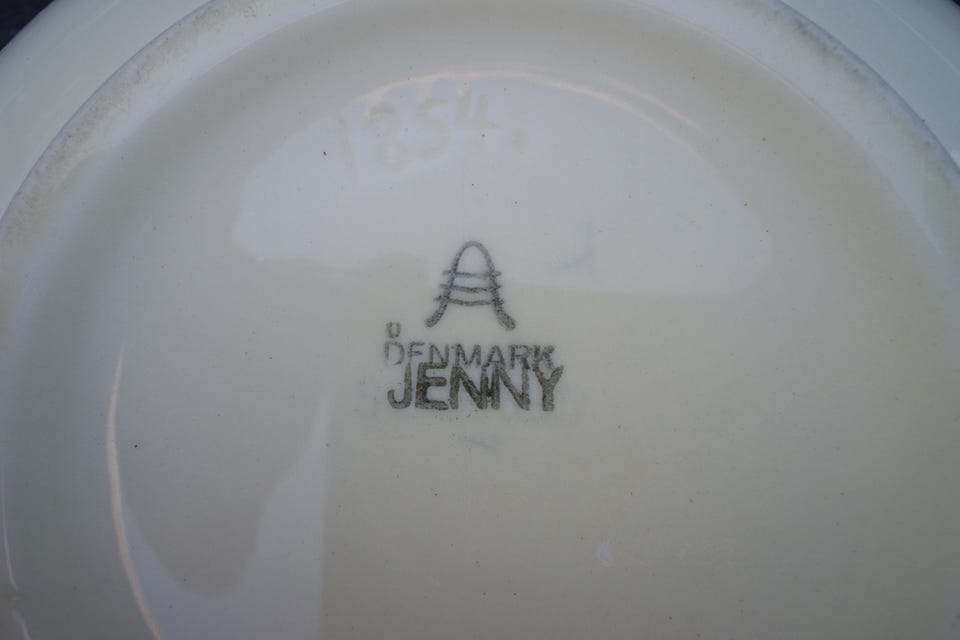 1854.
A
U
DENMARK
JENNY